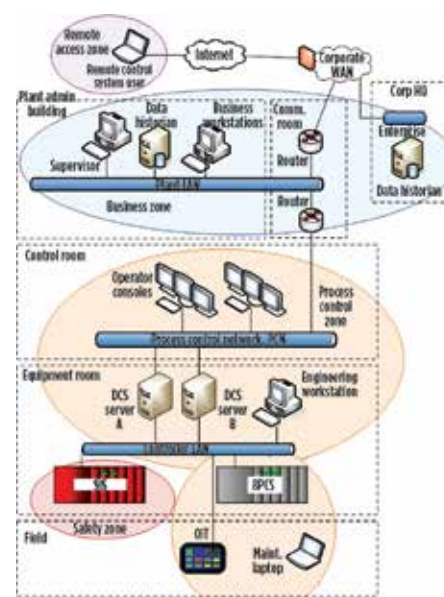 Remote
access zone
Remote control
system user
Internet
Corporate
WAN
Corp HQ
Enterprise
Data historian
Plant admin
building
Data
historian
Business
workstations
Comm.
room
Router
Supervisor
Plant LAN
Router
Business zone
Control room
Operator
consoles
Process
control
zone
Process control network, PCN
Equipment room
Engineering
workstation
DCS
server
A
DCS
server
B
Controller LAN
SIS
BPCS
Safety zone
Field
OIT
Maint.
laptop